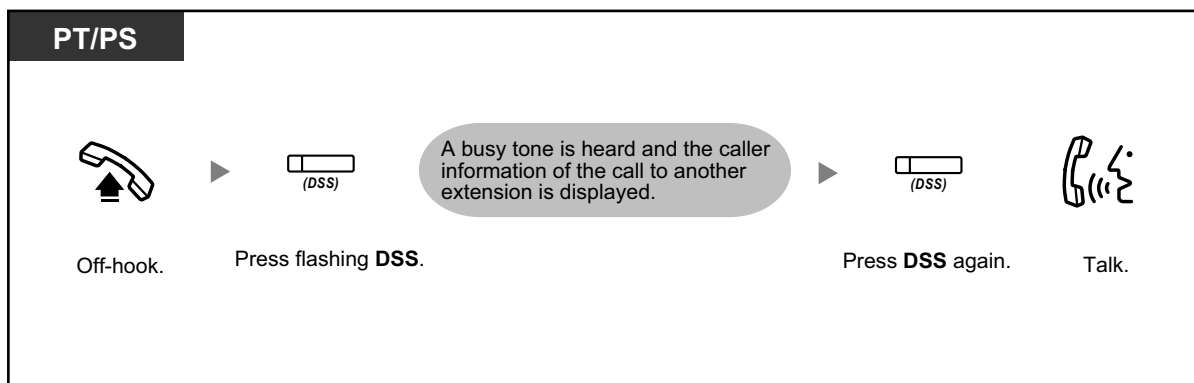 PT/PS
(DSS)
A busy tone is heard and the caller
information of the call to another
extension is displayed.
(DSS)
Off-hook.
Press flashing DSS.
Press DSS again.
Talk.